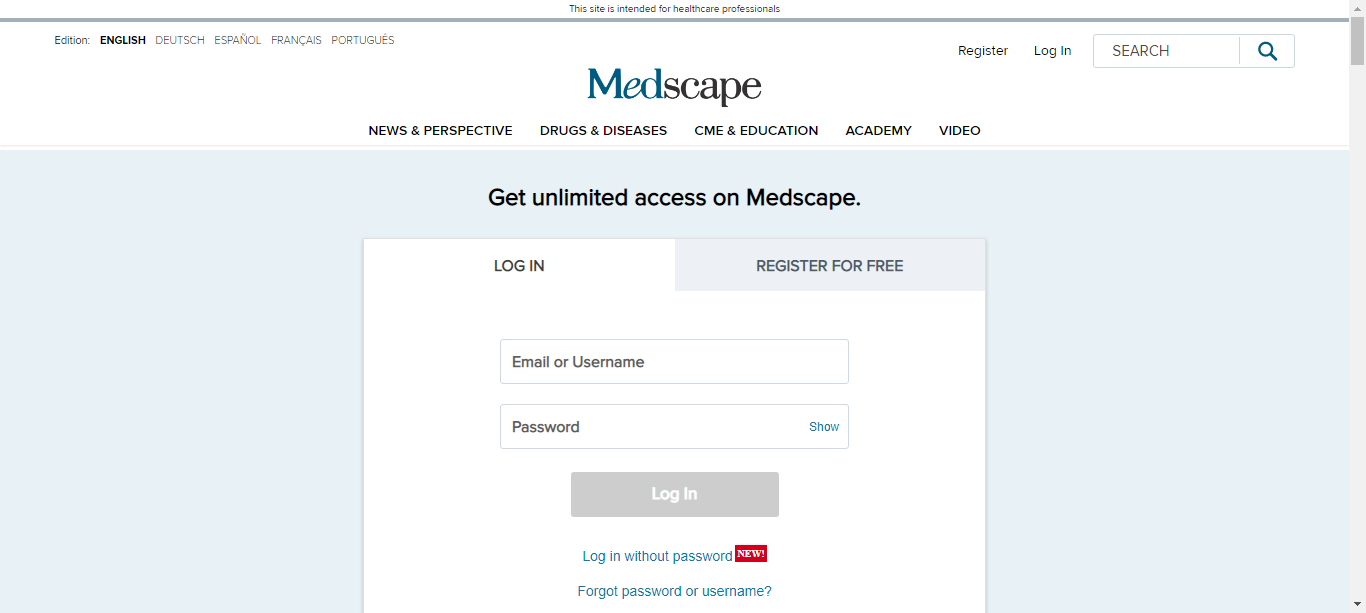 This site is intended for healthcare professionals
Edition: ENGLISH DEUTSCH ESPAÑOL FRANÇAIS PORTUGUÊS
Register Log In SEARCH
Medscape
NEWS & PERSPECTIVE DRUGS & DISEASES CME & EDUCATION ACADEMY VIDEO
Get unlimited access on Medscape.
LOG IN REGISTER FOR FREE
Email or Username
Password Show
Log In
Log in without password NEW!
Forgot password or username?